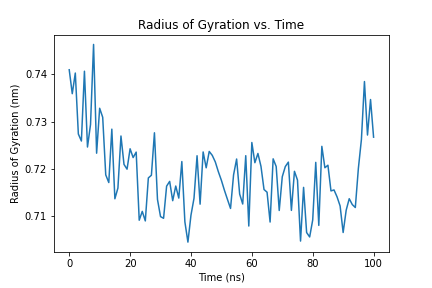 Radius of Gyration vs. Time
Radius of Gyration (nm)
0.74
0.73
0.72
0.71
0 20 40 60 80 100
Time (ns)